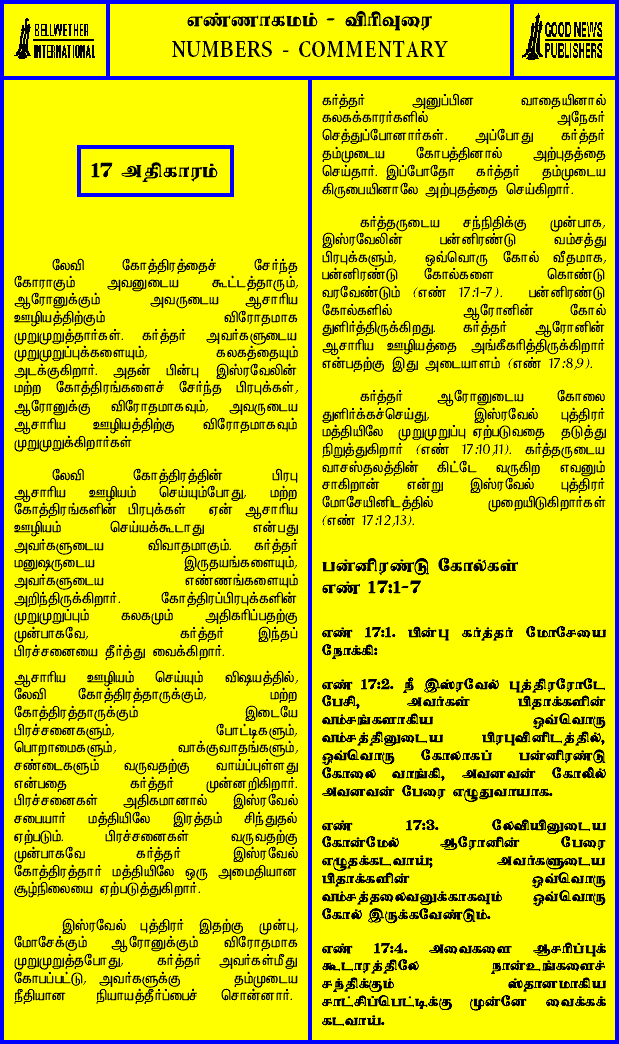 BELLWETHER
INTERNATIONAL
எண்ணாகமம் - விரிவுரை
NUMBERS - COMMENTARY
GOOD NEWS
PUBLISHERS
17 அதிகாரம்
லேவி கோத்திரத்தைச் சேர்ந்த
கோராகும் அவனுடைய கூட்டத்தாரும்,
ஆரோனுக்கும் அவருடைய ஆசாரிய
ஊழியத்திற்கும் விரோதமாக
முறுமுறுத்தார்கள். கர்த்தர் அவர்களுடைய
முறுமுறுப்புக்களையும், கலகத்தையும்
அடக்குகிறார். அதன் பின்பு இஸ்ரவேலின்
மற்ற கோத்திரங்களைச் சேர்ந்த பிரபுக்கள்,
ஆரோனுக்கு விரோதமாகவும், அவருடைய
ஆசாரிய ஊழியத்திற்கு விரோதமாகவும்
முறுமுறுக்கிறார்கள்
லேவி கோத்திரத்தின் பிரபு
ஆசாரிய ஊழியம் செய்யும்போது, மற்ற
கோத்திரங்களின் பிரபுக்கள் ஏன் ஆசாரிய
ஊழியம் செய்யக்கூடாது என்பது
அவர்களுடைய விவாதமாகும். கர்த்தர்
மனுஷருடைய இருதயங்களையும்,
அவர்களுடைய எண்ணங்களையும்
அறிந்திருக்கிறார். கோத்திரப்பிரபுக்களின்
முறுமுறுப்பும் கலகமும் அதிகரிப்பதற்கு
முன்பாகவே, கர்த்தர் இந்தப்
பிரச்சனையை தீர்த்து வைக்கிறார்.
ஆசாரிய ஊழியம் செய்யும் விஷயத்தில்,
லேவி கோத்திரத்தாருக்கும், மற்ற
கோத்திரத்தாருக்கும் இடையே
பிரச்சனைகளும், போட்டிகளும்,
பொறாமைகளும், வாக்குவாதங்களும்,
சண்டைகளும் வருவதற்கு வாய்ப்புள்ளது
என்பதை கர்த்தர் முன்னறிகிறார்.
பிரச்சனைகள் அதிகமானால் இஸ்ரவேல்
சபையார் மத்தியிலே இரத்தம் சிந்துதல்
ஏற்படும். பிரச்சனைகள் வருவதற்கு
முன்பாகவே கர்த்தர் இஸ்ரவேல்
கோத்திரத்தார் மத்தியிலே ஒரு அமைதியான
சூழ்நிலையை ஏற்படுத்துகிறார்.
இஸ்ரவேல் புத்திரர் இதற்கு முன்பு,
மோசேக்கும் ஆரோனுக்கும் விரோதமாக
முறுமுறுத்தபோது, கர்த்தர் அவர்கள்மீது
கோபப்பட்டு, அவர்களுக்கு தம்முடைய
நீதியான நியாயத்தீர்ப்பைச் சொன்னார்.
கர்த்தர் அனுப்பின வாதையினால்
கலகக்காரர்களில் அநேகர்
செத்துப்போனார்கள். அப்போது கர்த்தர்
தம்முடைய கோபத்தினால் அற்புதத்தை
செய்தார். இப்போதோ கர்த்தர் தம்முடைய
கிருபையினாலே அற்புதத்தை செய்கிறார்.
கர்த்தருடைய சந்நிதிக்கு முன்பாக,
இஸ்ரவேலின் பன்னிரண்டு வம்சத்து
பிரபுக்களும், ஒவ்வொரு கோல் வீதமாக,
பன்னிரண்டு கோல்களை கொண்டு
வரவேண்டும் (எண் 17:1-7). பன்னிரண்டு
கோல்களில் ஆரோனின் கோல்
துளிர்த்திருக்கிறது. கர்த்தர் ஆரோனின்
ஆசாரிய ஊழியத்தை அங்கீகரித்திருக்கிறார்
என்பதற்கு இது அடையாளம் (எண் 17:8,9).
கர்த்தர் ஆரோனுடைய கோலை
துளிர்க்கச்செய்து, இஸ்ரவேல் புத்திரர்
மத்தியிலே முறுமுறுப்பு ஏற்படுவதை தடுத்து
நிறுத்துகிறார் (எண் 17:10,11). கர்த்தருடைய
வாசஸ்தலத்தின் கிட்டே வருகிற எவனும்
சாகிறான் என்று இஸ்ரவேல் புத்திரர்
மோசேயினிடத்தில் முறையிடுகிறார்கள்
(எண் 17:12,13).
பன்னிரண்டு கோல்கள்
எண் 17:1-7
எண் 17:1. பின்பு கர்த்தர் மோசேயை
நோக்கி:
எண் 17:2. நீ இஸ்ரவேல் புத்திரரோடே
பேசி, அவர்கள் பிதாக்களின்
வம்சங்களாகிய ஒவ்வொரு
வம்சத்தினுடைய பிரபுவினிடத்தில்,
ஒவ்வொரு கோலாகப் பன்னிரண்டு
கோலை வாங்கி, அவனவன் கோலில்
அவனவன் பேரை எழுதுவாயாக.
எண் 17:3. லேவியினுடைய
கோன்மேல் ஆரோனின் பேரை
எழுதக்கடவாய்; அவர்களுடைய
பிதாக்களின் ஒவ்வொரு
வம்சத்தலைவனுக்காகவும் ஒவ்வொரு
கோல் இருக்கவேண்டும்.
எண் 17:4. அவைகளை ஆசரிப்புக்
கூடாரத்திலே நான்உங்களைச்
சந்திக்கும் ஸ்தானமாகிய
சாட்சிப்பெட்டிக்கு முன்னே வைக்கக்
கடவாய்.